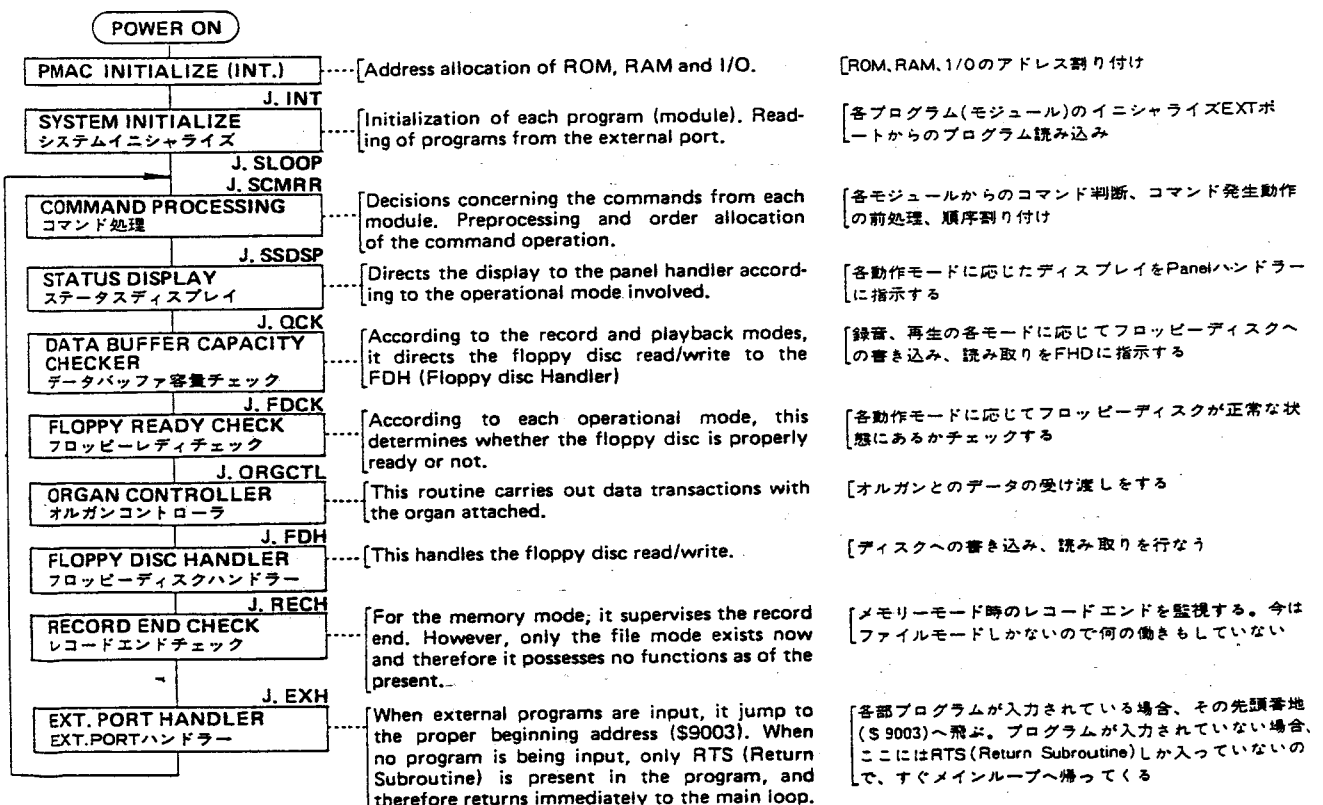 POWER ON
PMAC INITIALIZE (INT.)
[Address allocation of ROM, RAM and I/O.
[ROM、RAM、1/Oのアドレス割り付け
J. INT
SYSTEM INITIALIZE
システムイニシャライズ
[Initialization of each program (module). Read-
ing of programs from the external port.
[各プログラム(モジュール)のイニシャライズEXTポ
ートからのプログラム読み込み
J. SLOOP
J. SCMRR
COMMAND PROCESSING
コマンド処理
[Decisions concerning the commands from each
module. Preprocessing and order allocation
of the command operation.
[各モジュールからのコマンド判断、コマンド発生動作
の前処理、順序割り付け
J. SSDSP
STATUS DISPLAY
ステータスディスプレイ
[Directs the display to the panel handler accord-
ing to the operational mode involved.
[各動作モードに応じたディスプレイをPanelハンドラー
に指示する
J. QCK
DATA BUFFER CAPACITY
CHECKER
データバッファ容量チェック
[According to the record and playback modes,
it directs the floppy disc read/write to the
FDH (Floppy disc Handler)
[録音、再生の各モードに応じてフロッピーディスクへ
の書き込み、読み取りをFHDに指示する
J. FDCK
FLOPPY READY CHECK
フロッピーレディチェック
[According to each operational mode, this
determines whether the floppy disc is properly
ready or not.
[各動作モードに応じてフロッピーディスクが正常な状
態にあるかチェックする
J. ORGCTL
ORGAN CONTROLLER
オルガンコントローラ
[This routine carries out data transactions with
the organ attached.
[オルガンとのデータの受け渡しをする
J. FDH
FLOPPY DISC HANDLER
フロッピーディスクハンドラー
[This handles the floppy disc read/write.
[ディスクへの書き込み、読み取りを行なう
J. RECH
RECORD END CHECK
レコードエンドチェック
[For the memory mode; it supervises the record
end. However, only the file mode exists now
and therefore it possesses no functions as of the
present.
[メモリーモード時のレコードエンドを監視する。今は
ファイルモードしかないので何の働きもしていない
J. EXH
EXT. PORT HANDLER
EXT.PORTハンドラー
[When external programs are input, it jump to
the proper beginning address ($9003). When
no program is being input, only RTS (Return
Subroutine) is present in the program, and
therefore returns immediately to the main loop.
[各部プログラムが入力されている場合、その先頭番地
($ 9003)へ飛ぶ。プログラムが入力されていない場合、
ここにはRTS(Return Subroutine)しか入っていないの
で、すぐメインループへ帰ってくる